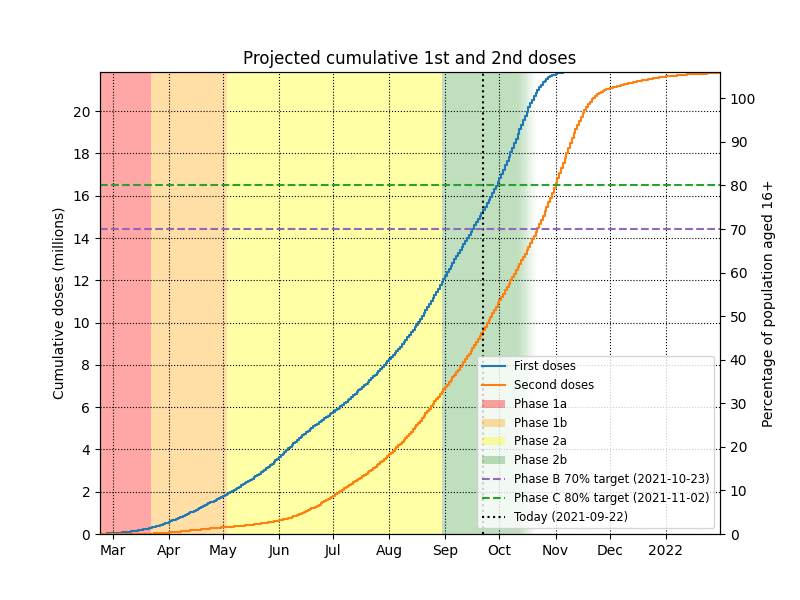 Projected cumulative 1st and 2nd doses
Cumulative doses (millions)
20
18
16
14
12
10
8
6
4
2
0
100
90
80
70
60
50
40
30
20
10
0
Percentage of population aged 16+
First doses
Second doses
Phase 1a
Phase 1b
Phase 2a
Phase 2b
Phase B 70% target (2021-10-23)
Phase C 80% target (2021-11-02)
Today (2021-09-22)
Mar Apr May Jun Jul Aug Sep Oct Nov Dec 2022